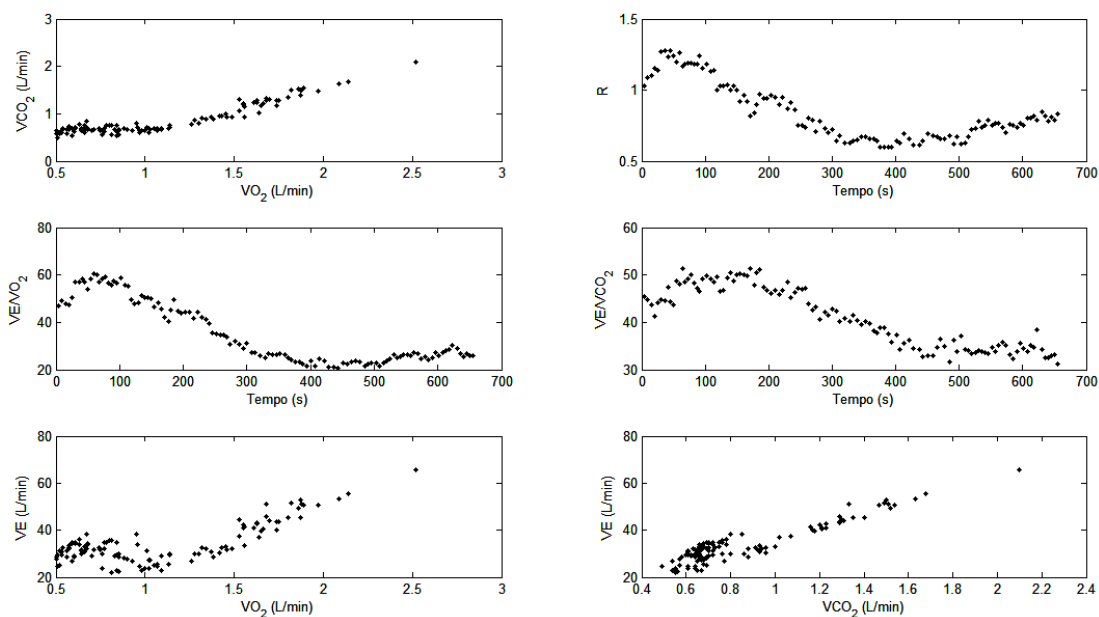 3
2
1
0
VCO2 (L/min)
0.5 1 1.5 2 2.5 3
VO2 (L/min)
1.5
1
0.5
R
0 100 200 300 400 500 600 700
Tempo (s)
80
60
40
20
VE/VO2
0 100 200 300 400 500 600 700
Tempo (s)
60
50
40
30
VE/VCO2
0 100 200 300 400 500 600 700
Tempo (s)
80
60
40
20
VE (L/min)
0.5 1 1.5 2 2.5 3
VO2 (L/min)
80
60
40
20
VE (L/min)
0.4 0.6 0.8 1 1.2 1.4 1.6 1.8 2 2.2 2.4
VCO2 (L/min)